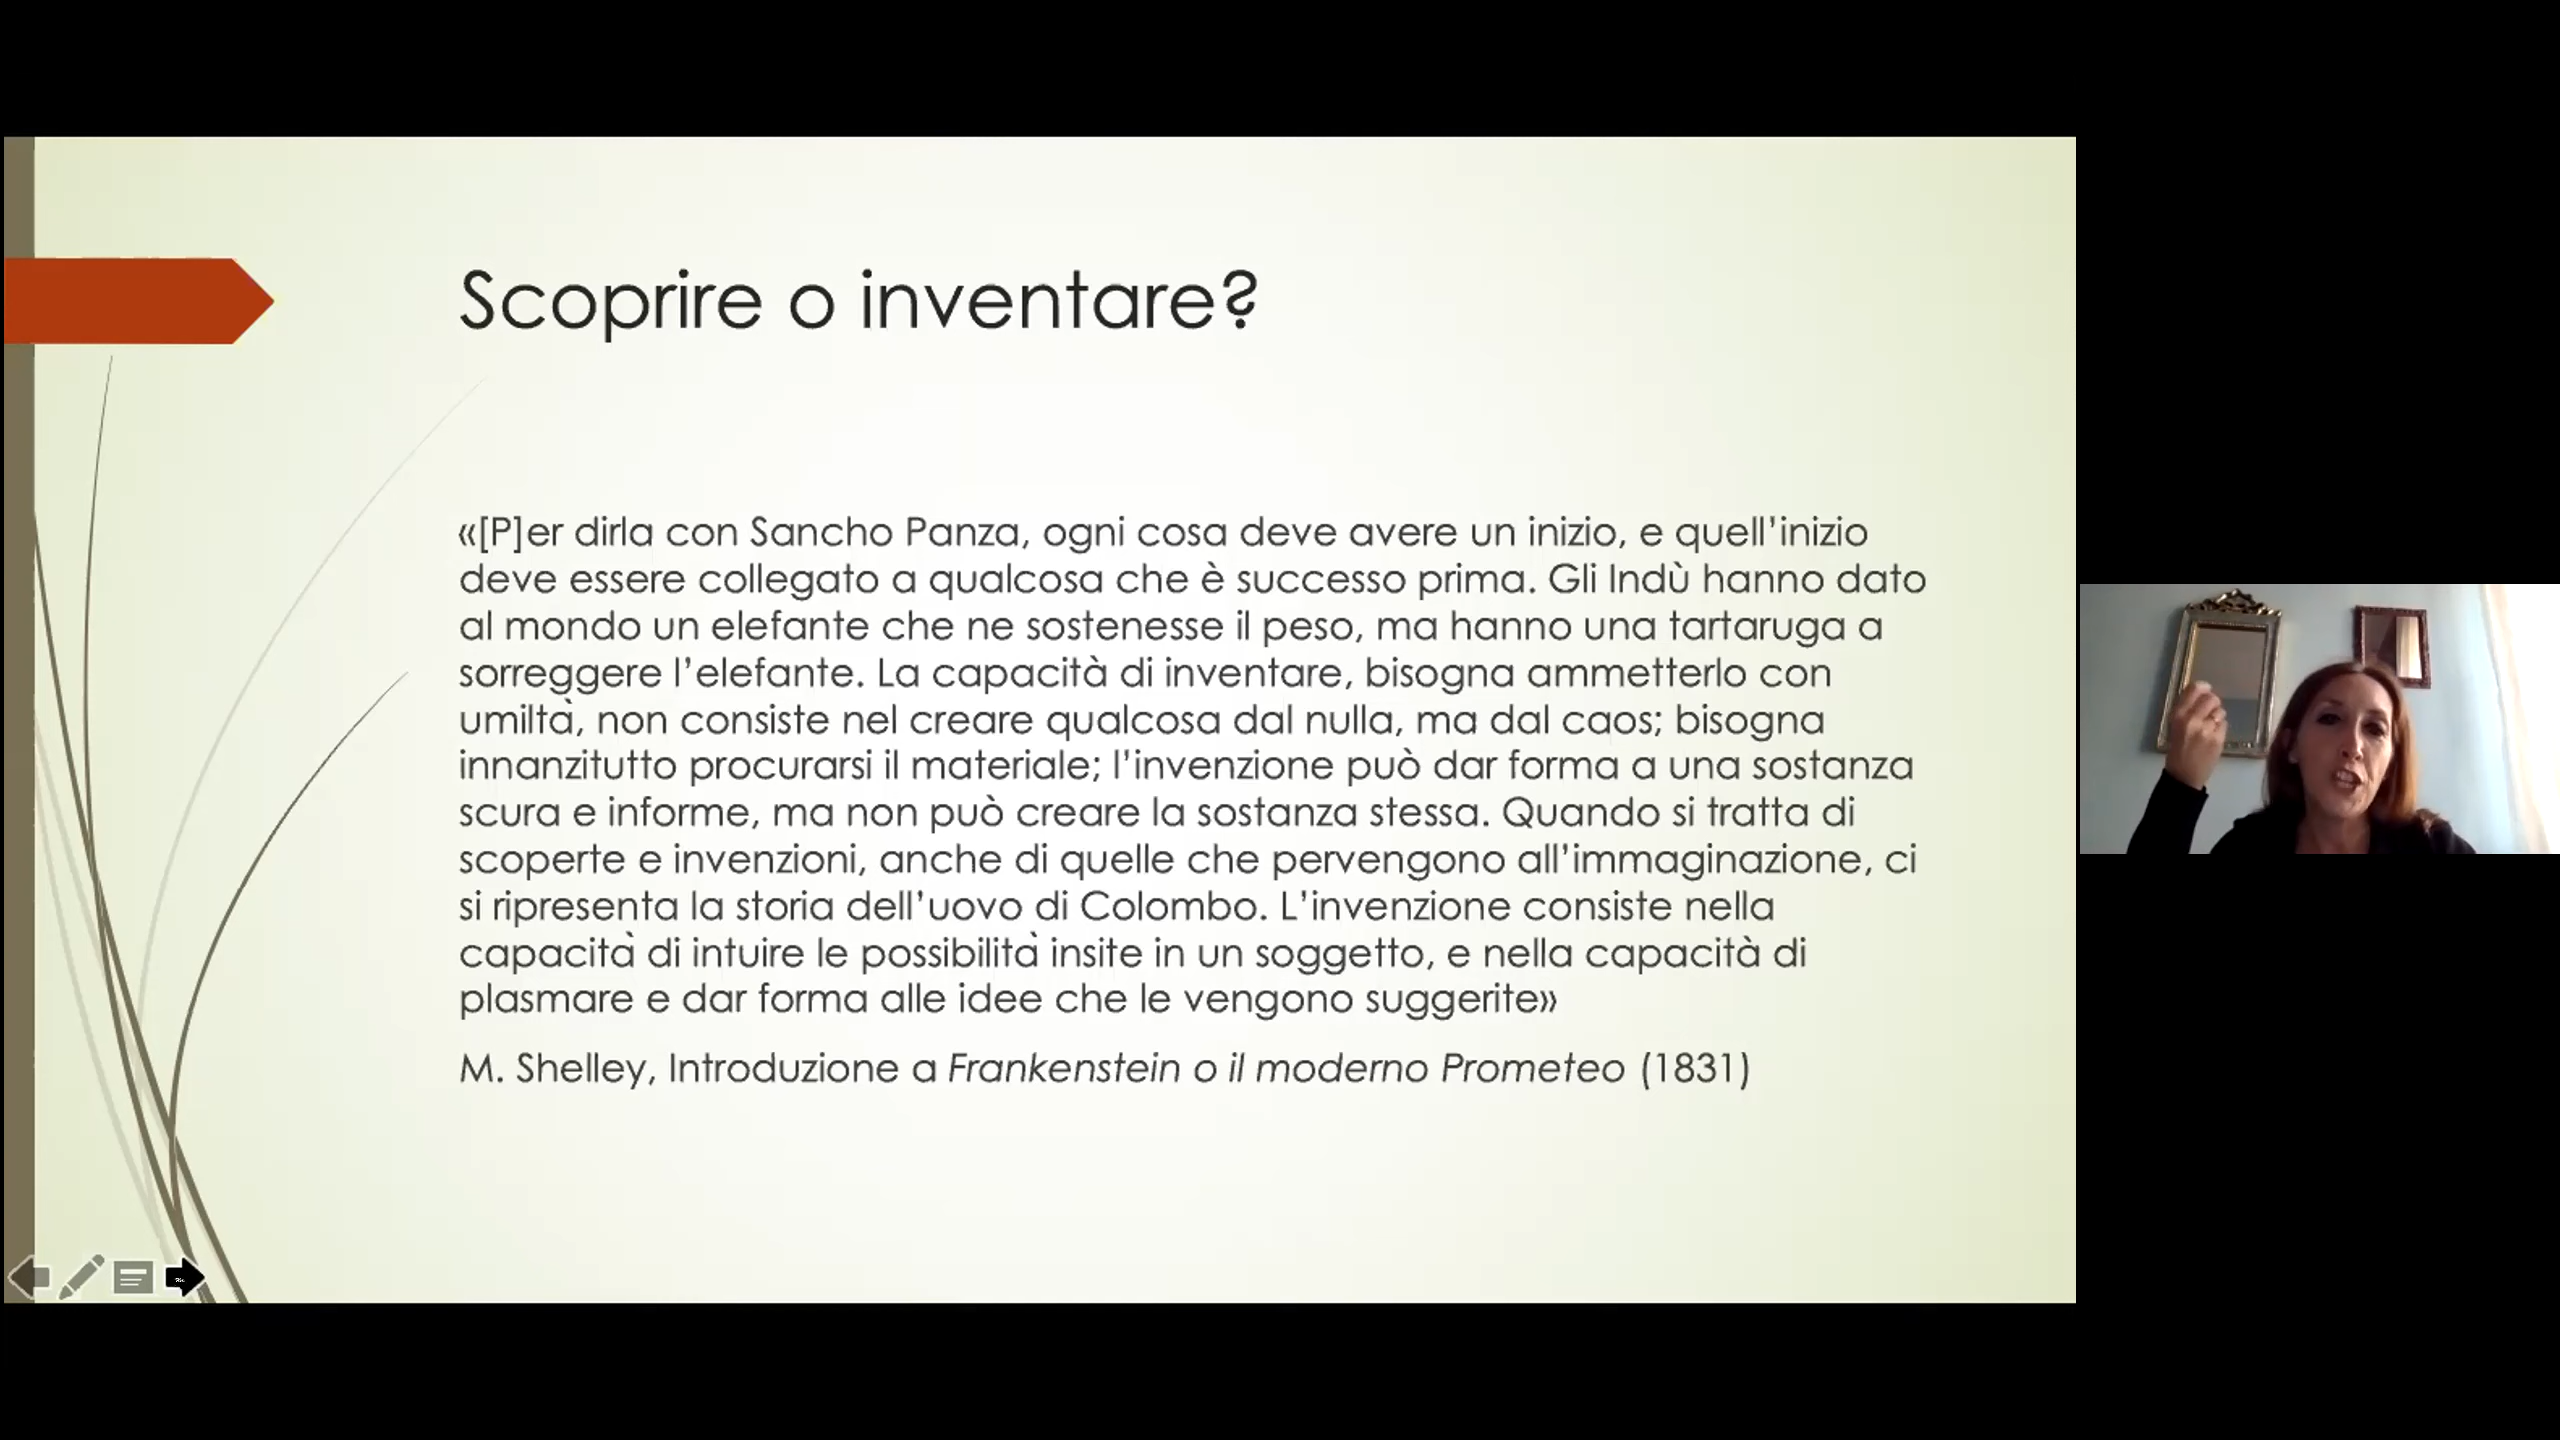 Scoprire o inventare?
«[P]er dirla con Sancho Panza, ogni cosa deve avere un inizio, e quell’inizio
deve essere collegato a qualcosa che è successo prima. Gli Indù hanno dato
al mondo un elefante che ne sostenesse il peso, ma hanno una tartaruga a
sorreggere l’elefante. La capacità di inventare, bisogna ammetterlo con
umiltà, non consiste nel creare qualcosa dal nulla, ma dal caos; bisogna
innanzitutto procurarsi il materiale; l’invenzione può dar forma a una sostanza
scura e informe, ma non può creare la sostanza stessa. Quando si tratta di
scoperte e invenzioni, anche di quelle che pervengono all’immaginazione, ci
si ripresenta la storia dell’uovo di Colombo. L’invenzione consiste nella
capacità di intuire le possibilità insite in un soggetto, e nella capacità di
plasmare e dar forma alle idee che le vengono suggerite»
M. Shelley, Introduzione a Frankenstein o il moderno Prometeo (1831)